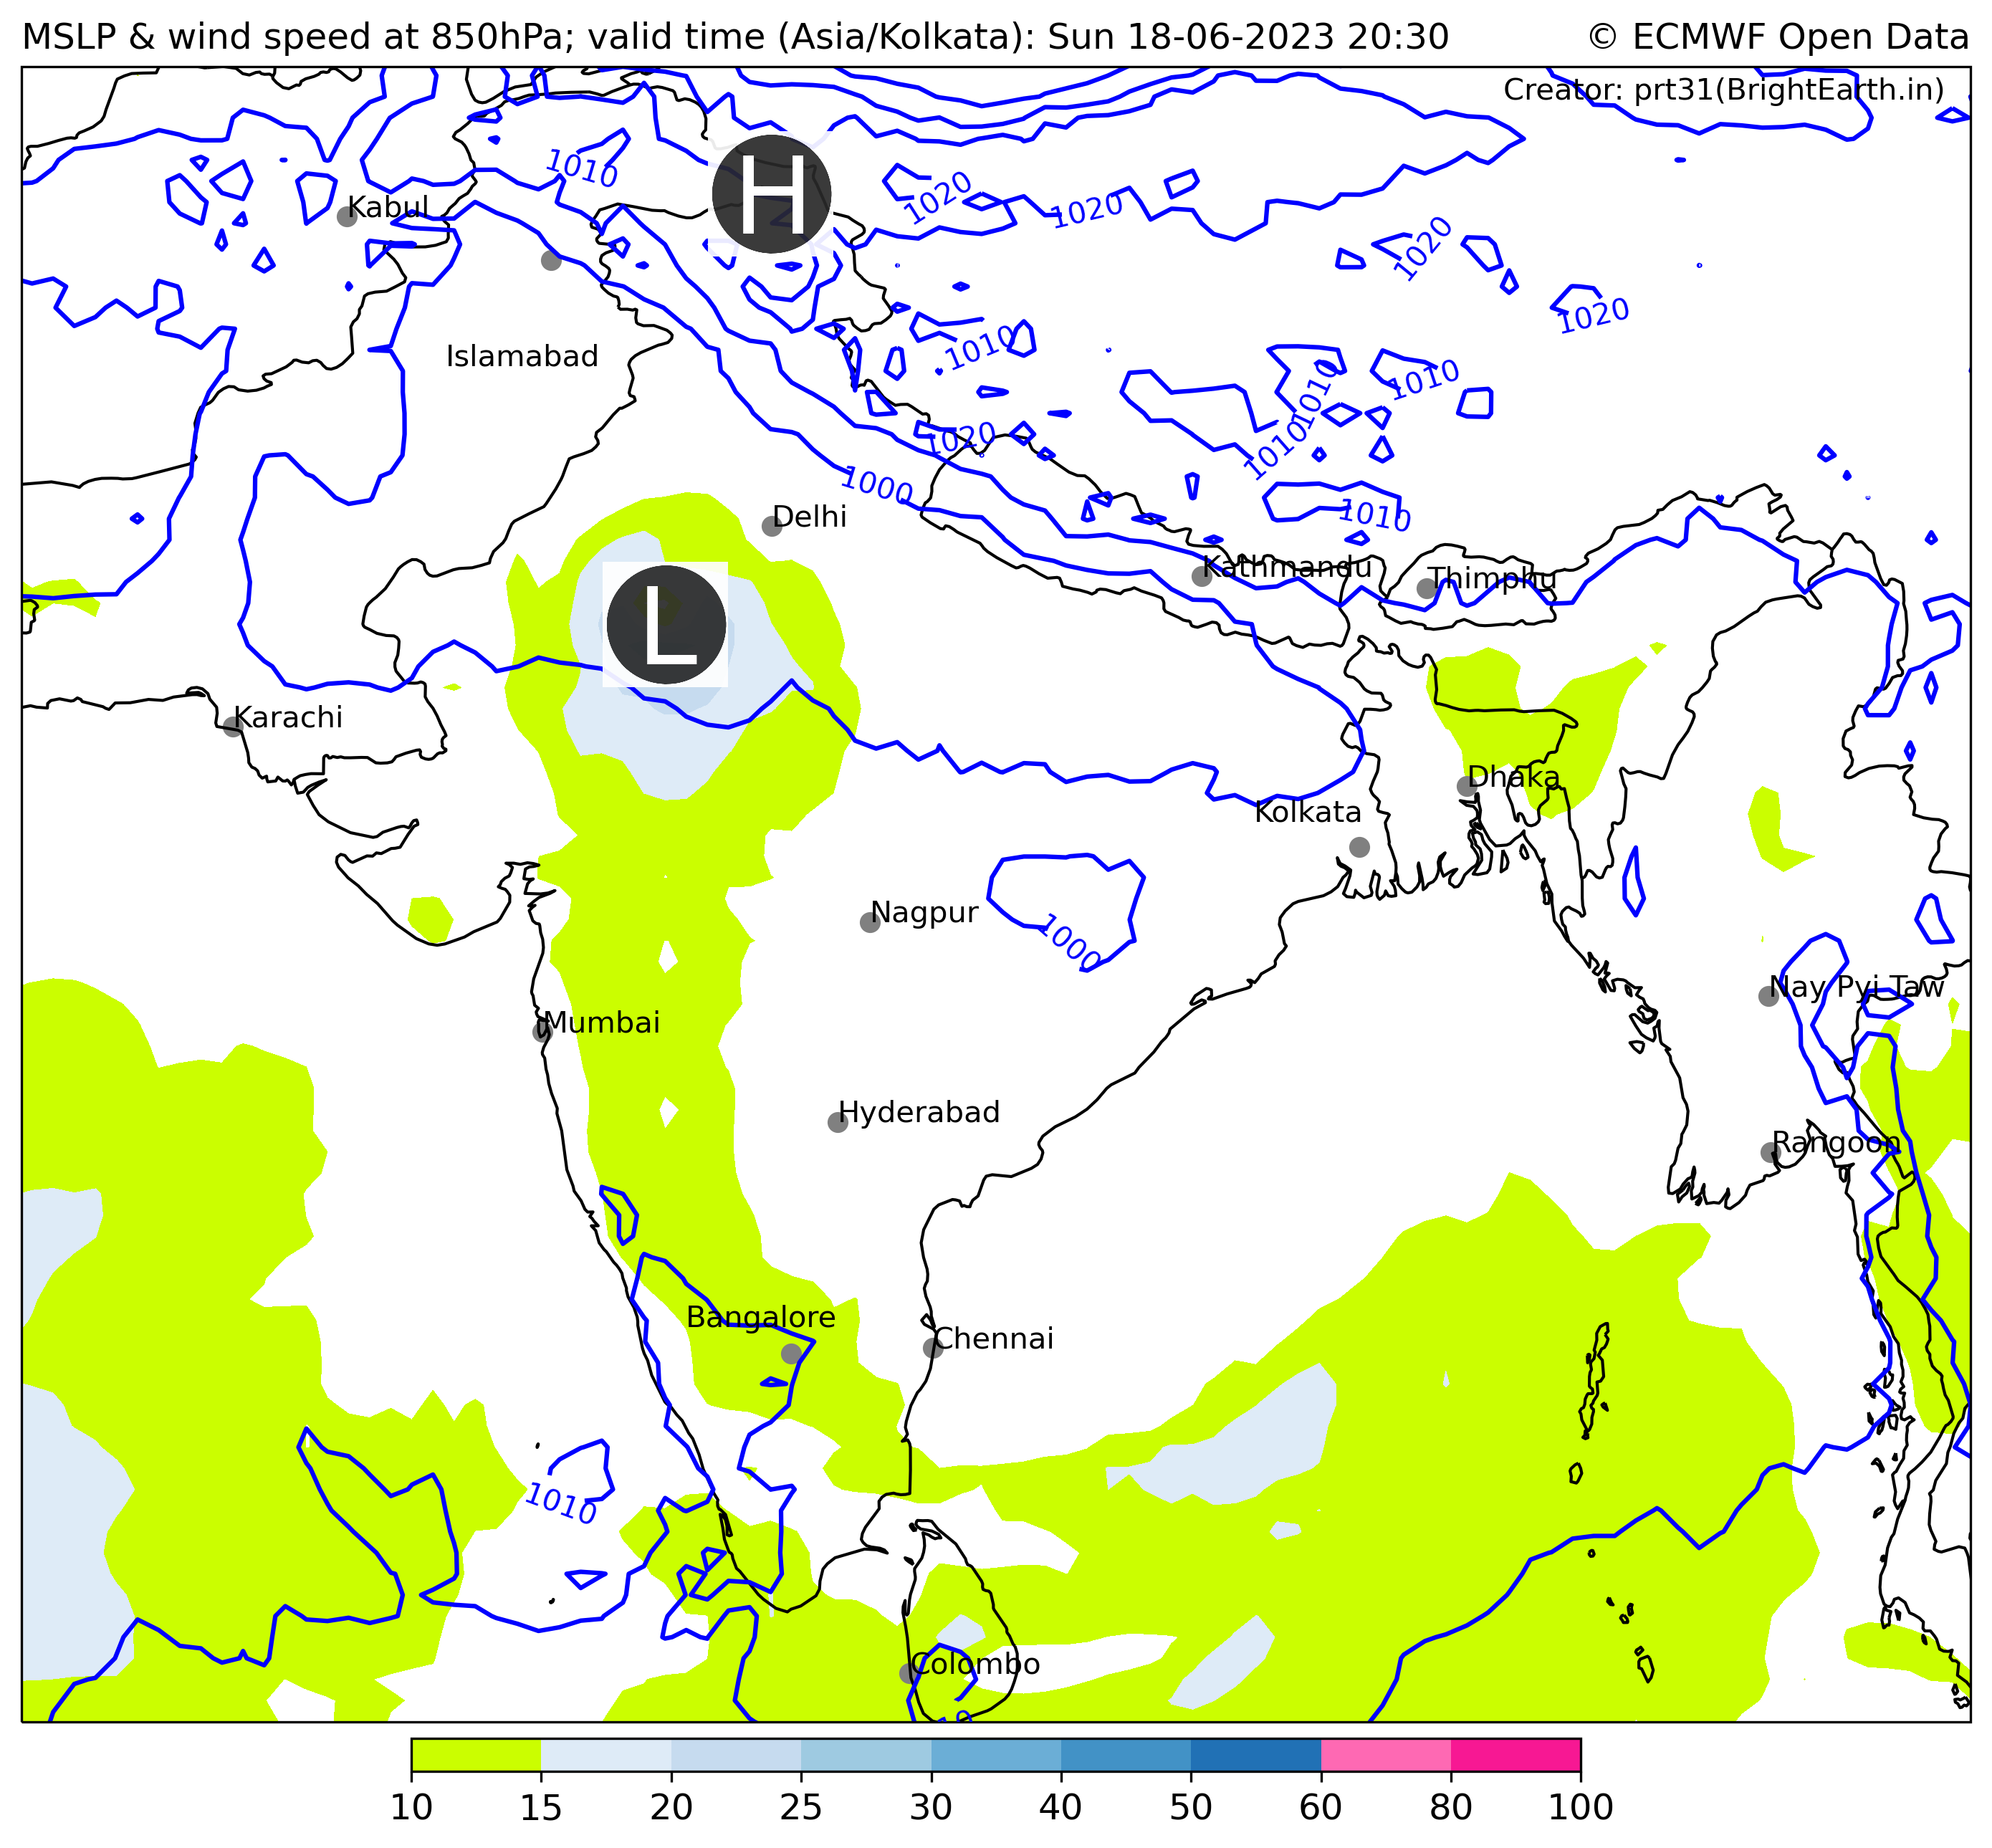 MSLP & wind speed at 850hPa; valid time (Asia/Kolkata): Sun 18-06-2023 20:30
© ECMWF Open Data
Creator: prt31(BrightEarth.in)
1010
H
1020
1020
Kabul
1020
1020
Islamabad
1010
1010
1010
1020
1010
1000
1010
Delhi
Kathmandu
Thimphu
L
Karachi
Dhaka
Kolkata
Nagpur
1000
Nay Pyi Taw
Mumbai
Hyderabad
Rangoon
Bangalore
Chennai
1010
Colombo
10 15 20 25 30 40 50 60 80 100